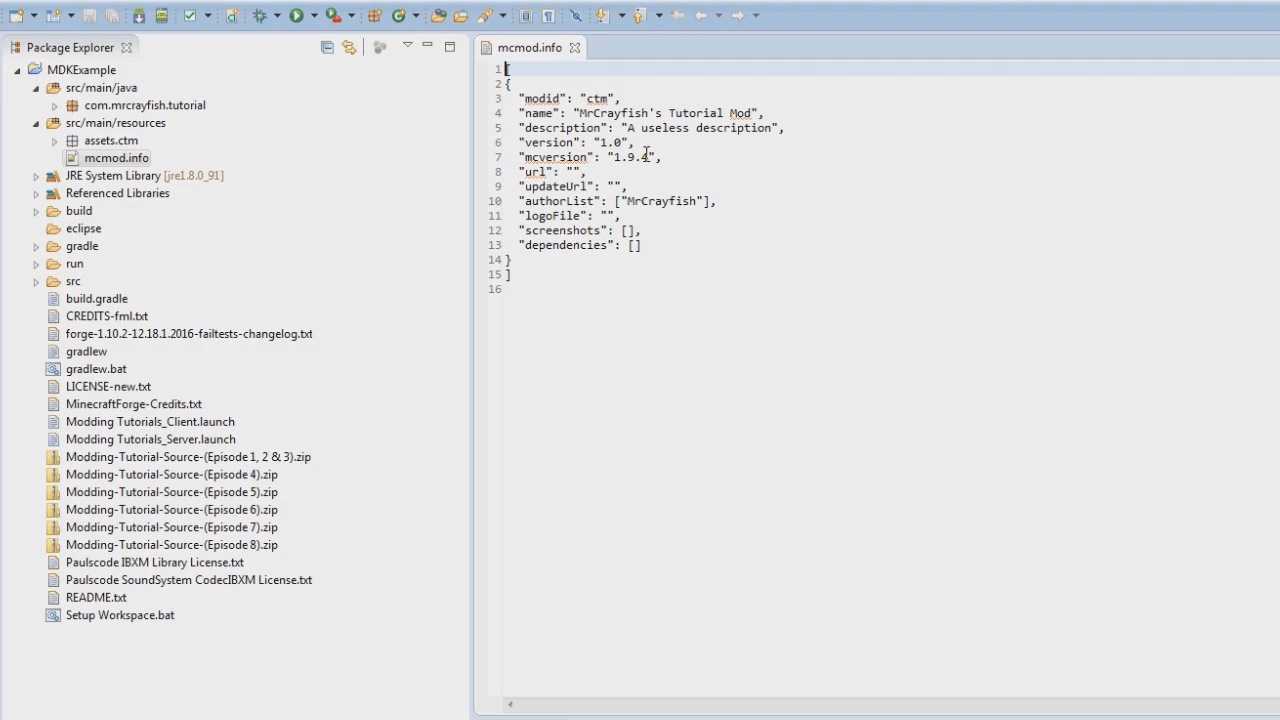 Package Explorer
MDKExample
src/main/java
com.mrcrayfish.tutorial
src/main/resources
assets.ctm
mcmod.info
JRE System Library [jre1.8.0_91]
Referenced Libraries
build
eclipse
gradle
run
src
build.gradle
CREDITS-fml.txt
forge-1.10.2-12.18.1.2016-failtests-changelog.txt
gradlew
gradlew.bat
LICENSE-new.txt
MinecraftForge-Credits.txt
Modding Tutorials_Client.launch
Modding Tutorials_Server.launch
Modding-Tutorial-Source-(Episode 1, 2 & 3).zip
Modding-Tutorial-Source-(Episode 4).zip
Modding-Tutorial-Source-(Episode 5).zip
Modding-Tutorial-Source-(Episode 6).zip
Modding-Tutorial-Source-(Episode 7).zip
Modding-Tutorial-Source-(Episode 8).zip
Paulscode IBXM Library License.txt
Paulscode SoundSystem CodecIBXM License.txt
README.txt
Setup Workspace.bat
mcmod.info
1 [
2 {
3 "modid": "ctm",
4 "name": "MrCrayfish's Tutorial Mod",
5 "description": "A useless description",
6 "version": "1.0",
7 "mcversion": "1.9.4",
8 "url": "",
9 "updateUrl": "",
10 "authorList": ["MrCrayfish"],
11 "logoFile": "",
12 "screenshots": [],
13 "dependencies": []
14 }
15 ]
16